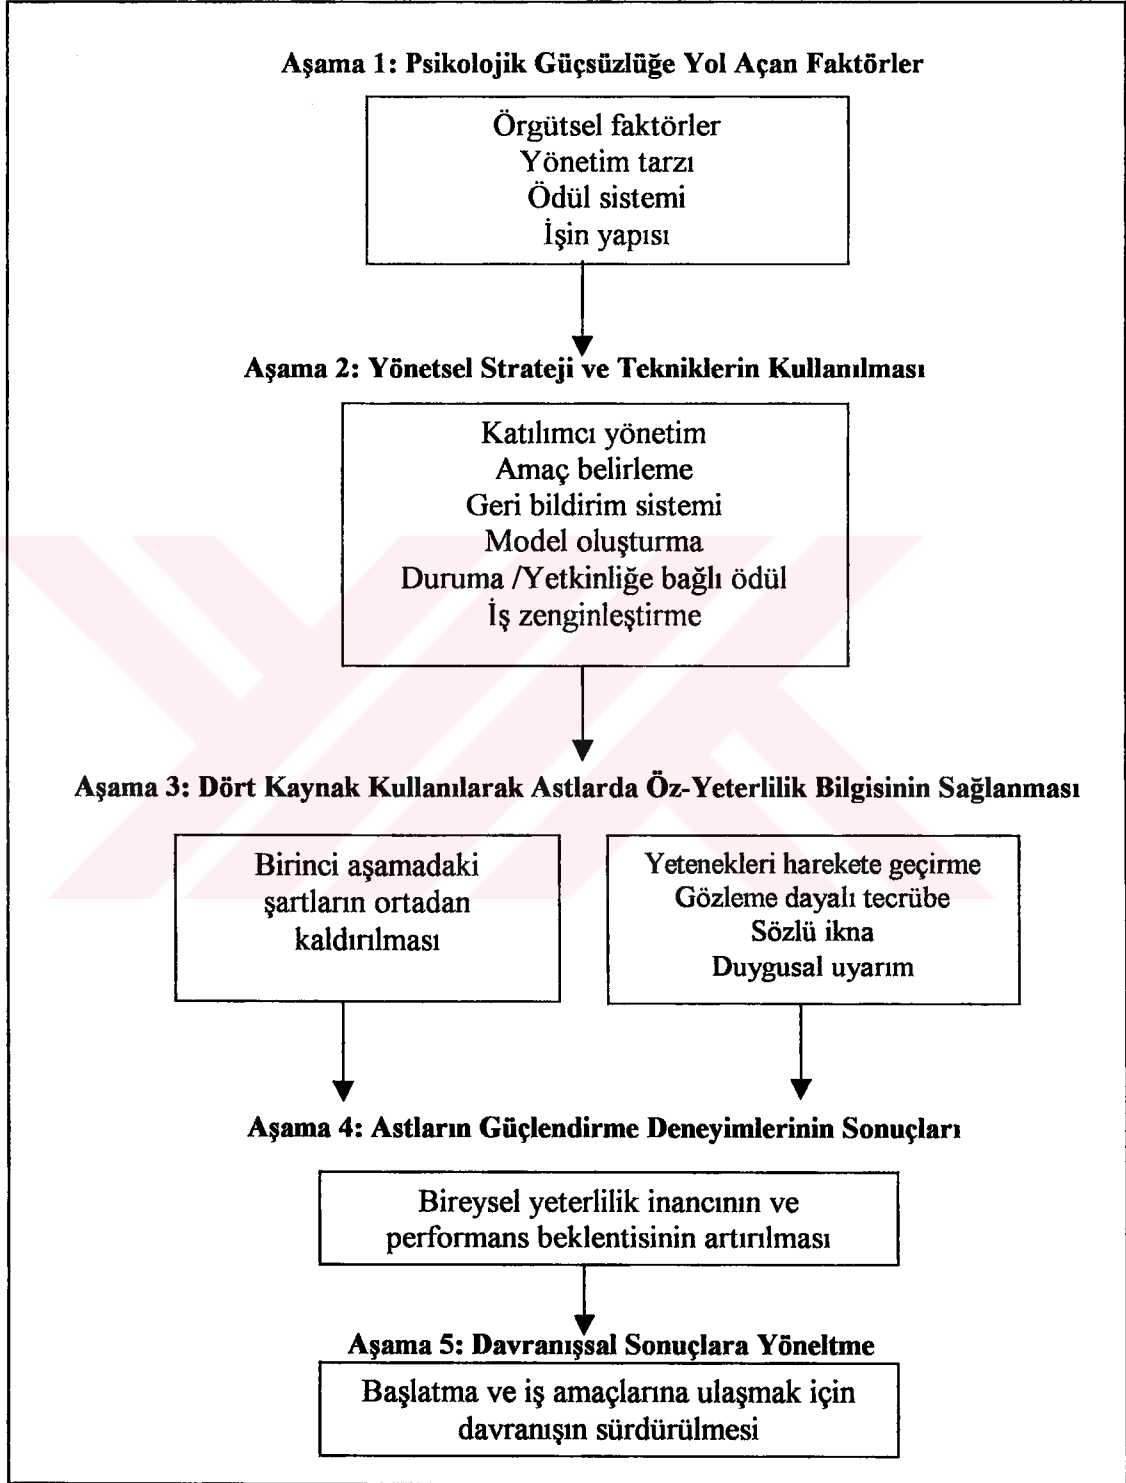 Aşama 1: Psikolojik Güçsüzlüğe Yol Açan Faktörler
Örgütsel faktörler
Yönetim tarzı
Ödül sistemi
İşin yapısı
Aşama 2: Yönetsel Strateji ve Tekniklerin Kullanılması
Katılımcı yönetim
Amaç belirleme
Geri bildirim sistemi
Model oluşturma
Duruma /Yetkinliğe bağlı ödül
İş zenginleştirme
Aşama 3: Dört Kaynak Kullanılarak Astlarda Öz-Yeterlilik Bilgisinin Sağlanması
Birinci aşamadaki
şartların ortadan
kaldırılması
Yetenekleri harekete geçirme
Gözleme dayalı tecrübe
Sözlü ikna
Duygusal uyarım
Aşama 4: Astların Güçlendirme Deneyimlerinin Sonuçları
Bireysel yeterlilik inancının ve
performans beklentisinin artırılması
Aşama 5: Davranışsal Sonuçlara Yöneltme
Başlatma ve iş amaçlarına ulaşmak için
davranışın sürdürülmesi